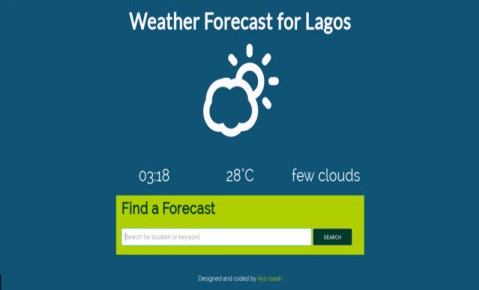 Weather Forecast for Lagos
03:18 28°C few clouds
Find a Forecast
Search for location or keyword
SEARCH
Designed and coded by Ayo Isaiah